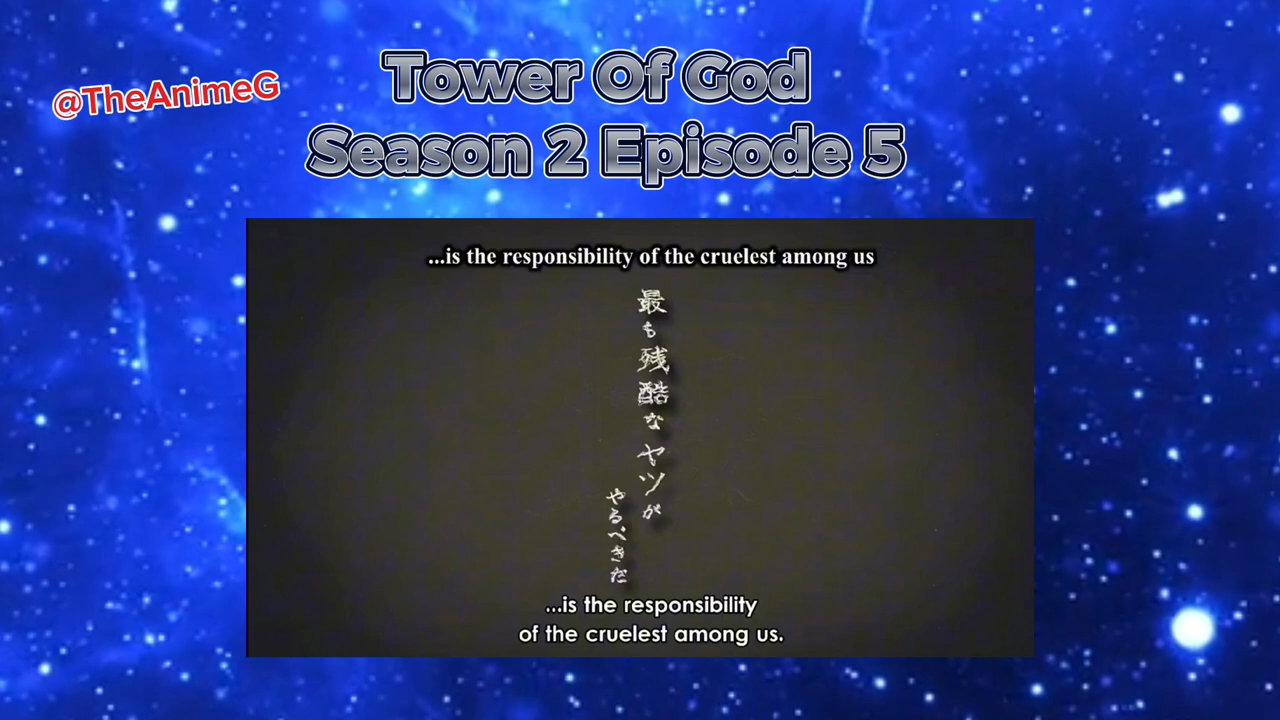 @TheAnimeG
Tower Of God
Season 2 Episode 5
...is the responsibility of the cruelest among us
最も残酷なヤツが
やるべきだ
...is the responsibility
of the cruelest among us.